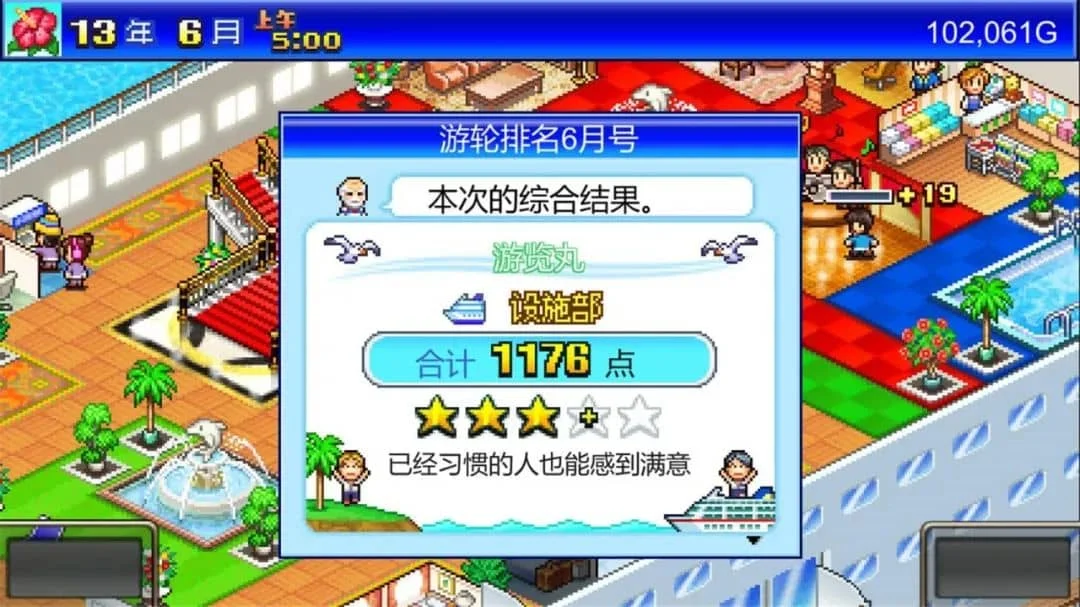 13年 6月 上午 5:00
102,061G
游轮排名6月号
本次的综合结果。
游览丸
设施部
合计 1176 点
已经习惯的人也能感到满意
+19